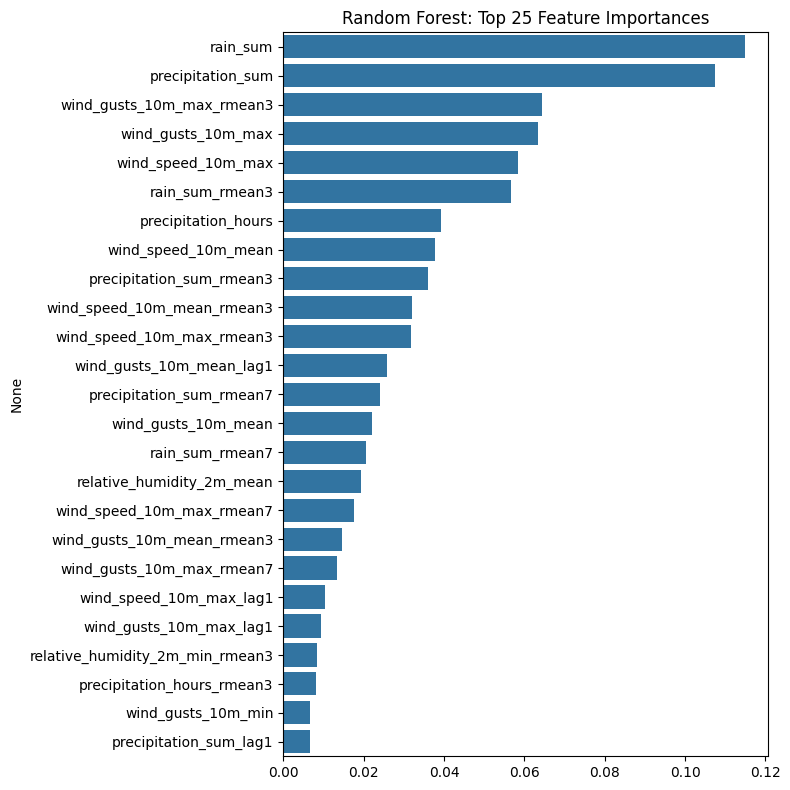 Random Forest: Top 25 Feature Importances
rain_sum
precipitation_sum
wind_gusts_10m_max_rmean3
wind_gusts_10m_max
wind_speed_10m_max
rain_sum_rmean3
precipitation_hours
wind_speed_10m_mean
precipitation_sum_rmean3
wind_speed_10m_mean_rmean3
wind_speed_10m_max_rmean3
wind_gusts_10m_mean_lag1
precipitation_sum_rmean7
wind_gusts_10m_mean
rain_sum_rmean7
relative_humidity_2m_mean
wind_speed_10m_max_rmean7
wind_gusts_10m_mean_rmean3
wind_gusts_10m_max_rmean7
wind_speed_10m_max_lag1
wind_gusts_10m_max_lag1
relative_humidity_2m_min_rmean3
precipitation_hours_rmean3
wind_gusts_10m_min
precipitation_sum_lag1
None
0.00 0.02 0.04 0.06 0.08 0.10 0.12